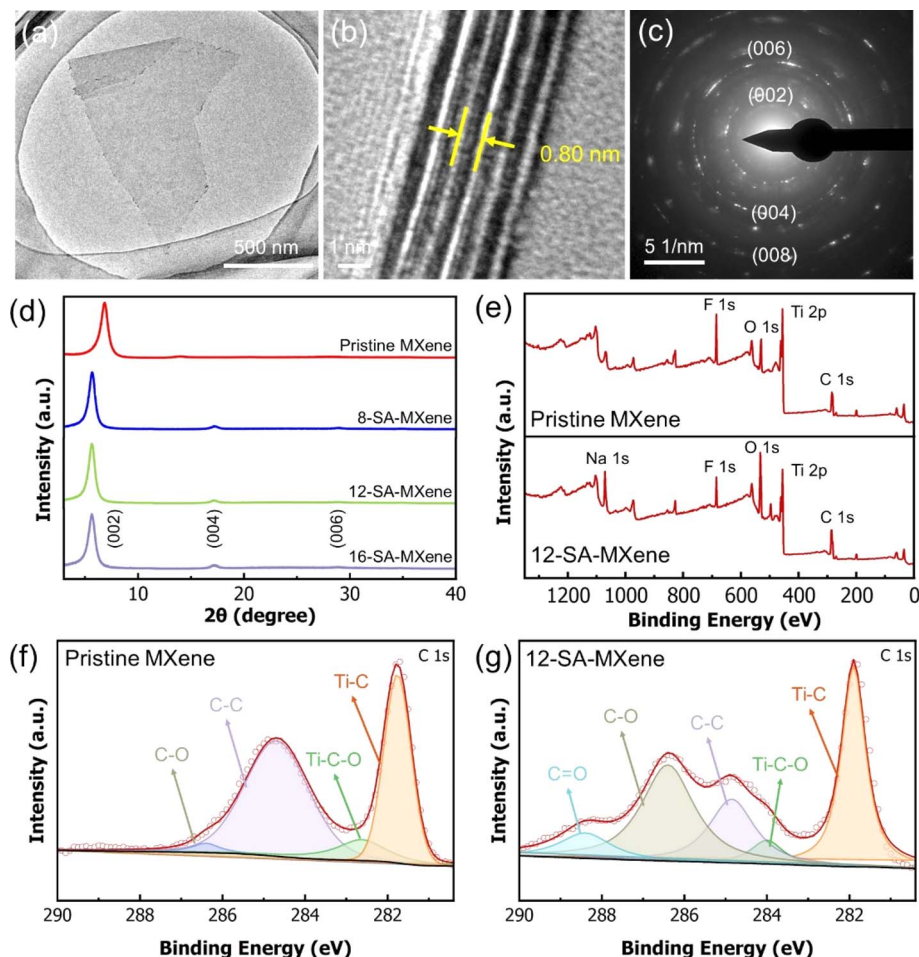 (a)
500 nm
(b)
0.80 nm
1 nm
(c)
(006)
(002)
(004)
(008)
5 1/nm
(d)
Intensity (a.u.)
Pristine MXene
8-SA-MXene
12-SA-MXene
(002)
(004)
(006)
16-SA-MXene
10 20 30 40
2θ (degree)
(e)
Intensity (a.u.)
F 1s
O 1s
Ti 2p
C 1s
Pristine MXene
Na 1s
F 1s
O 1s
Ti 2p
C 1s
12-SA-MXene
1200 1000 800 600 400 200 0
Binding Energy (eV)
(f)
Pristine MXene
C 1s
Intensity (a.u.)
C-O
C-C
Ti-C-O
Ti-C
290 288 286 284 282
Binding Energy (eV)
(g)
12-SA-MXene
C 1s
Intensity (a.u.)
C=O
C-O
C-C
Ti-C-O
Ti-C
290 288 286 284 282
Binding Energy (eV)